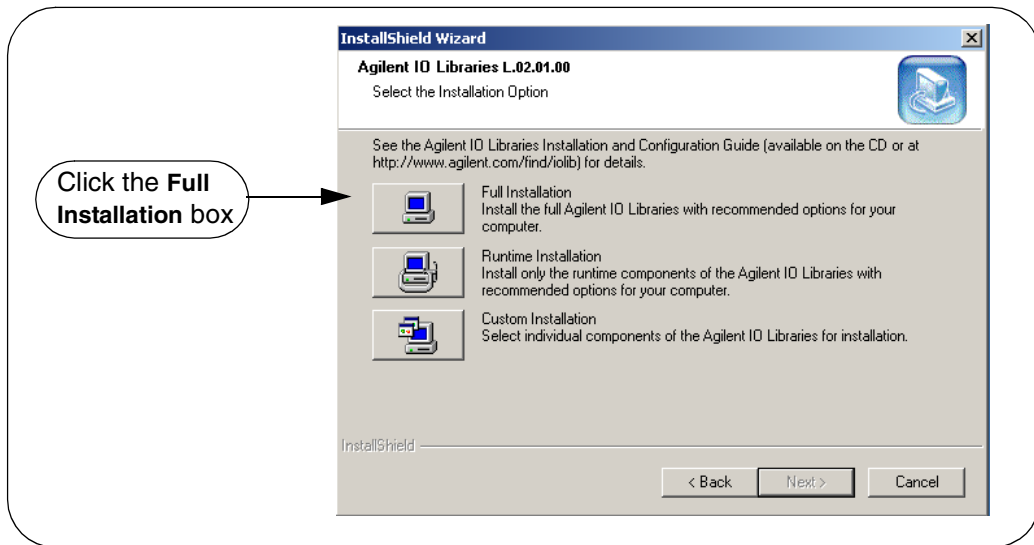 InstallShield Wizard
Agilent IO Libraries L.02.01.00
Select the Installation Option
See the Agilent IO Libraries Installation and Configuration Guide (available on the CD or at
http://www.agilent.com/find/iolib) for details.
Click the Full
Installation box
Full Installation
Install the full Agilent IO Libraries with recommended options for your
computer.
Runtime Installation
Install only the runtime components of the Agilent IO Libraries with
recommended options for your computer.
Custom Installation
Select individual components of the Agilent IO Libraries for installation.
InstallShield
< Back
Next >
Cancel